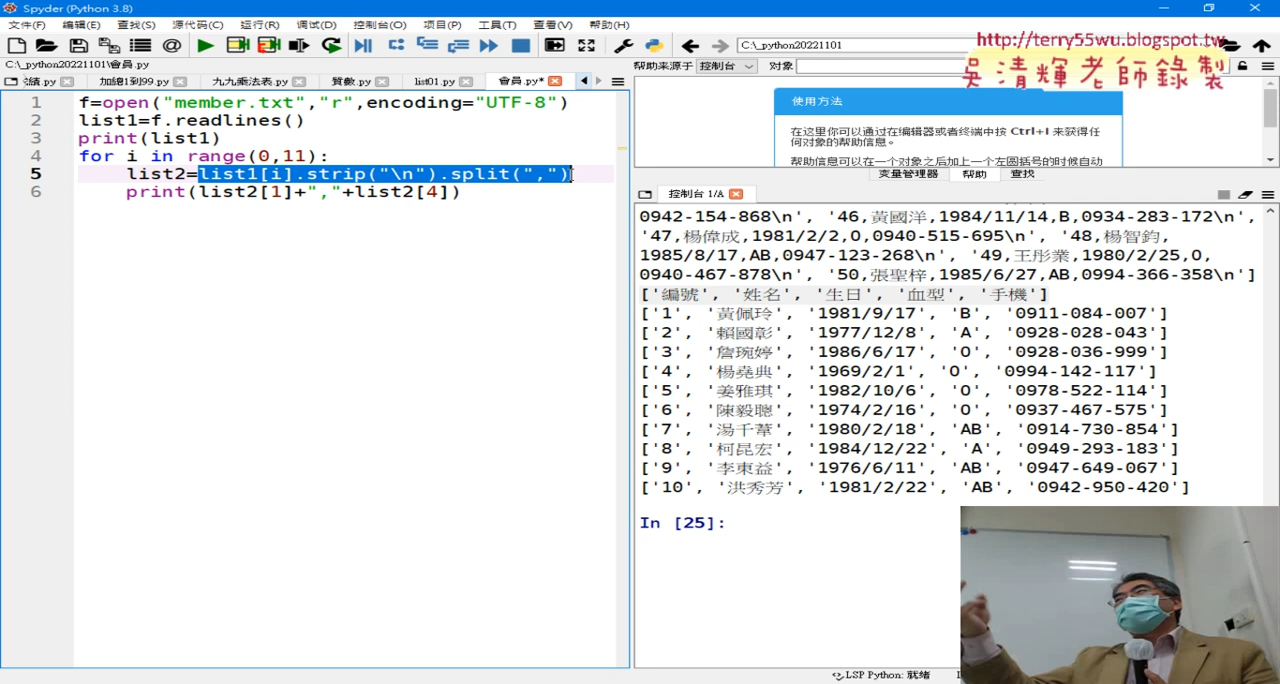 Spyder (Python 3.8)
文件(F) 编辑(E) 查找(S) 源代码(C) 运行(R) 调试(D) 控制台(O) 项目(P) 工具(T) 查看(V) 帮助(H)
C:\_python20221101
http://terry55wu.blogspot.tw
吳清輝老師錄製
C:\_python20221101\會員.py
帮助来源于 控制台 对象
.py 加總1到99.py 九九乘法表.py 質數.py list01.py 會員.py*
1 f=open("member.txt","r",encoding="UTF-8")
2 list1=f.readlines()
3 print(list1)
4 for i in range(0,11):
5 list2=list1[i].strip("\n").split(",")
6 print(list2[1]+","+list2[4])
使用方法
在这里你可以通过在编辑器或者终端中按 Ctrl+I 来获得任
何对象的帮助信息。
帮助信息可以在一个对象之后加上一个左圆括号的时候自动
变量管理器 帮助 查找
控制台 1/A
0942-154-868\n', '46,黃國洋,1984/11/14,B,0934-283-172\n',
'47,楊偉成,1981/2/2,O,0940-515-695\n', '48,楊智鈞,
1985/8/17,AB,0947-123-268\n', '49,王彤業,1980/2/25,O,
0940-467-878\n', '50,張聖梓,1985/6/27,AB,0994-366-358\n']
['編號', '姓名', '生日', '血型', '手機']
['1', '黃佩玲', '1981/9/17', 'B', '0911-084-007']
['2', '賴國彰', '1977/12/8', 'A', '0928-028-043']
['3', '詹琬婷', '1986/6/17', 'O', '0928-036-999']
['4', '楊堯典', '1969/2/1', 'O', '0994-142-117']
['5', '姜雅琪', '1982/10/6', 'O', '0978-522-114']
['6', '陳毅聰', '1974/2/16', 'O', '0937-467-575']
['7', '湯千葦', '1980/2/18', 'AB', '0914-730-854']
['8', '柯昆宏', '1984/12/22', 'A', '0949-293-183']
['9', '李東益', '1976/6/11', 'AB', '0947-649-067']
['10', '洪秀芳', '1981/2/22', 'AB', '0942-950-420']
In [25]:
LSP Python: 就绪